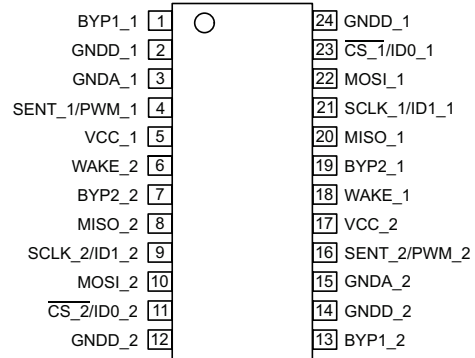 BYP1_1 1 24 GNDD_1
GNDD_1 2 23 CS_1/ID0_1
GNDA_1 3 22 MOSI_1
SENT_1/PWM_1 4 21 SCLK_1/ID1_1
VCC_1 5 20 MISO_1
WAKE_2 6 19 BYP2_1
BYP2_2 7 18 WAKE_1
MISO_2 8 17 VCC_2
SCLK_2/ID1_2 9 16 SENT_2/PWM_2
MOSI_2 10 15 GNDA_2
CS_2/ID0_2 11 14 GNDD_2
GNDD_2 12 13 BYP1_2